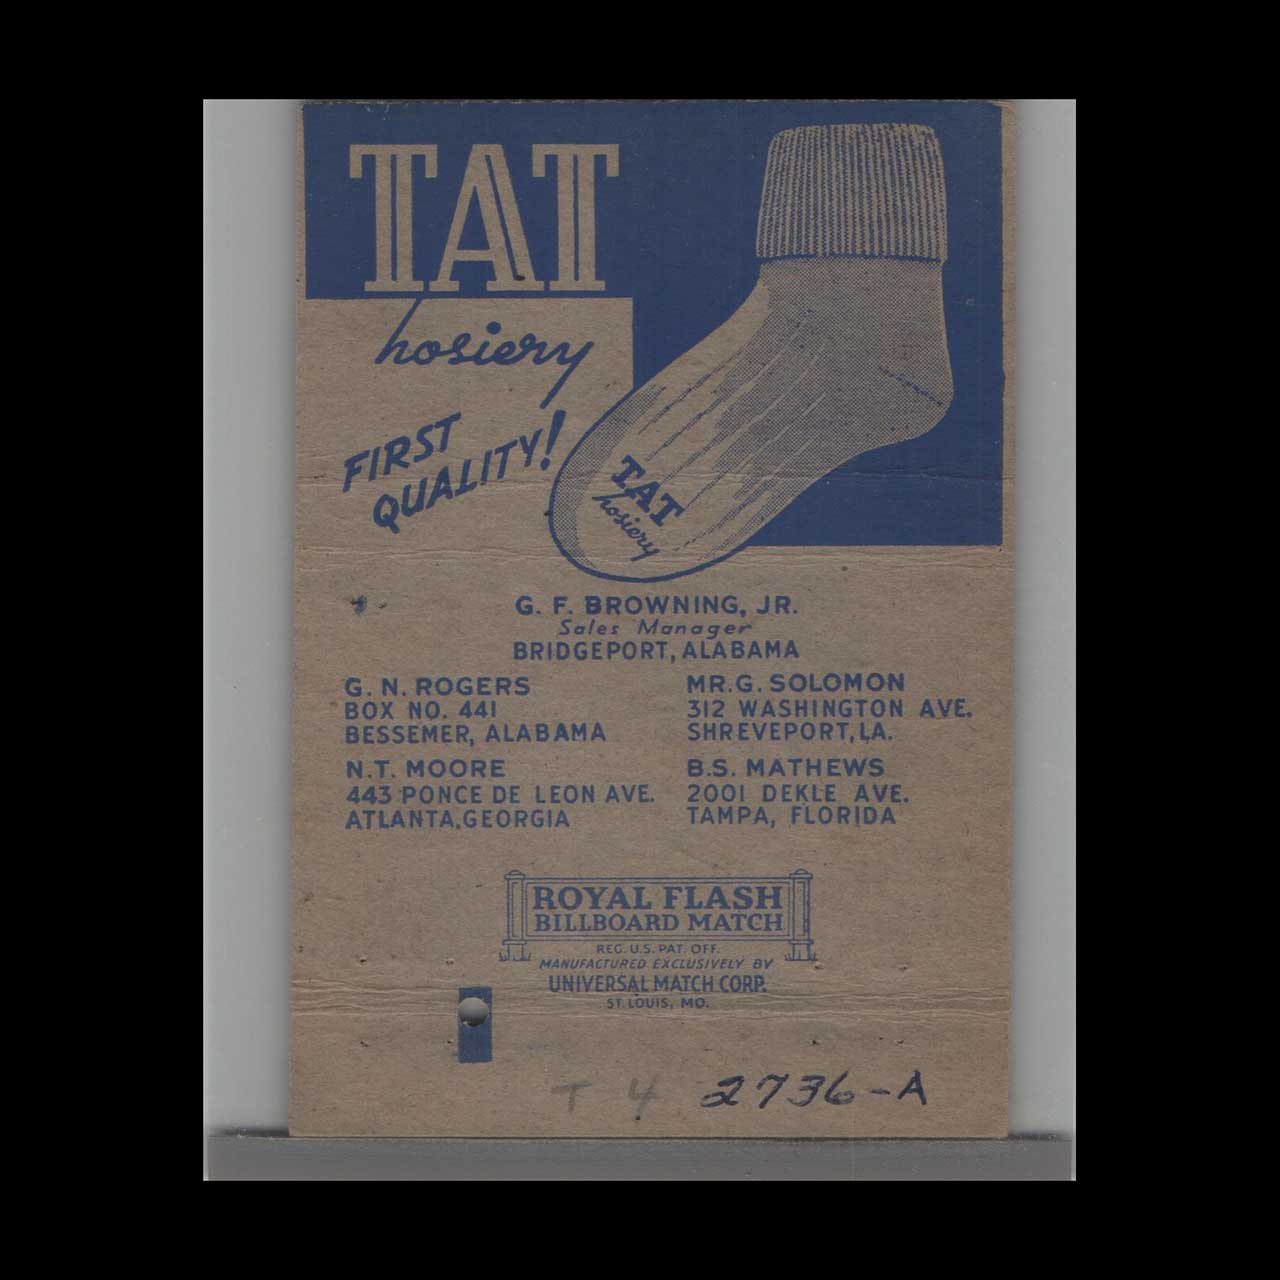 TAT
hosiery
FIRST
QUALITY!
TAT
hosiery
G. F. BROWNING, JR.
Sales Manager
BRIDGEPORT, ALABAMA
G. N. ROGERS
BOX NO. 441
BESSEMER, ALABAMA
MR. G. SOLOMON
312 WASHINGTON AVE.
SHREVEPORT, LA.
N.T. MOORE
443 PONCE DE LEON AVE.
ATLANTA, GEORGIA
B.S. MATHEWS
2001 DEKLE AVE.
TAMPA, FLORIDA
ROYAL FLASH
BILLBOARD MATCH
REG. U.S. PAT. OFF.
MANUFACTURED EXCLUSIVELY BY
UNIVERSAL MATCH CORP.
ST. LOUIS, MO.
T 4 2736-A